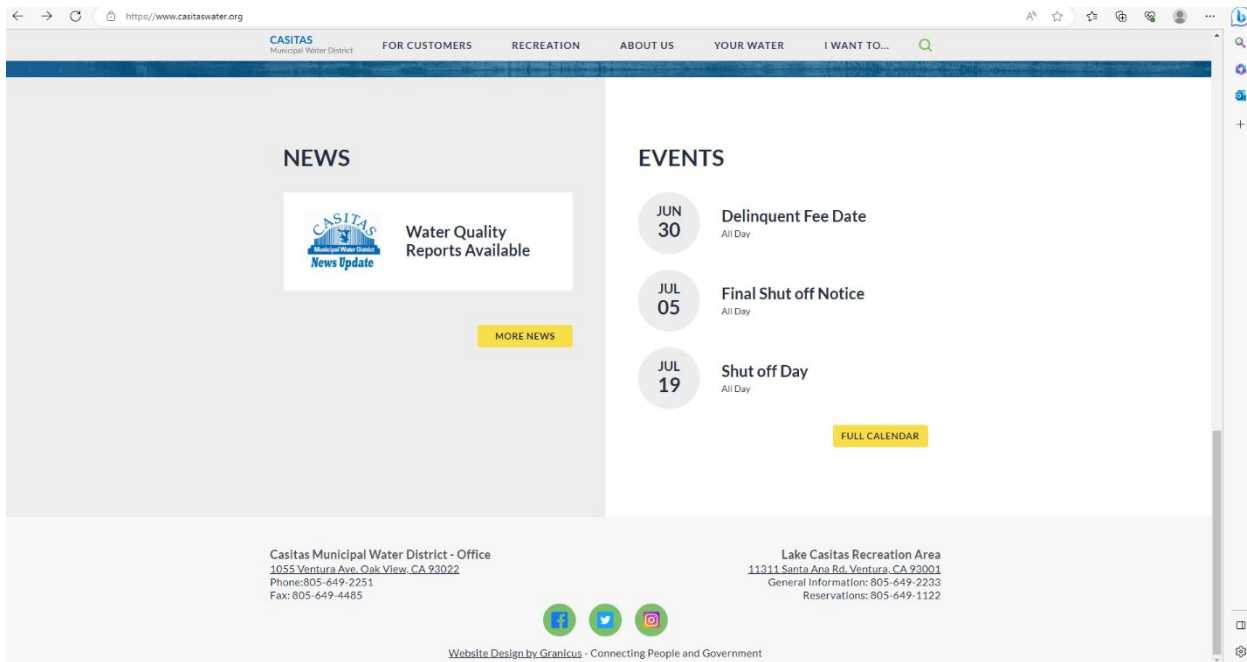 https://www.casitaswater.org
CASITAS
Municipal Water District
FOR CUSTOMERS
RECREATION
ABOUT US
YOUR WATER
I WANT TO...
NEWS
CASITAS
Municipal Water District
News Update
Water Quality
Reports Available
MORE NEWS
EVENTS
JUN
30
Delinquent Fee Date
All Day
JUL
05
Final Shut off Notice
All Day
JUL
19
Shut off Day
All Day
FULL CALENDAR
Casitas Municipal Water District - Office
1055 Ventura Ave, Oak View, CA 93022
Phone:805-649-2251
Fax: 805-649-4485
Lake Casitas Recreation Area
11311 Santa Ana Rd, Ventura, CA 93001
General Information: 805-649-2233
Reservations: 805-649-1122
Website Design by Granicus - Connecting People and Government